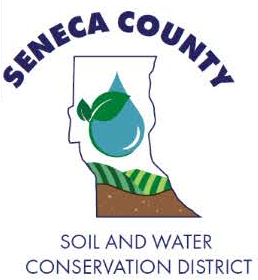 SENECA COUNTY
SOIL AND WATER
CONSERVATION DISTRICT